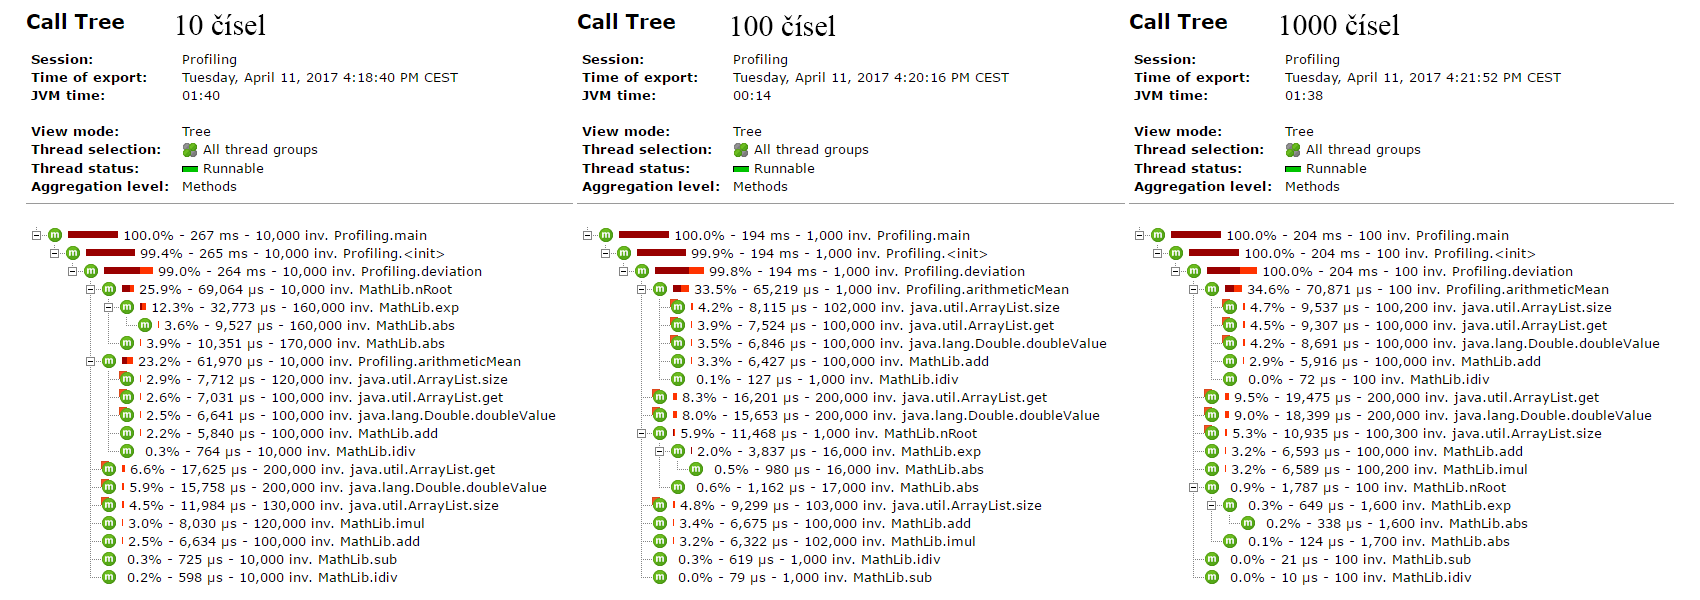 Call Tree 10 čísel
Session: Profiling
Time of export: Tuesday, April 11, 2017 4:18:40 PM CEST
JVM time: 01:40
View mode: Tree
Thread selection: All thread groups
Thread status: Runnable
Aggregation level: Methods
m 100.0% - 267 ms - 10,000 inv. Profiling.main
m 99.4% - 265 ms - 10,000 inv. Profiling.<init>
m 99.0% - 264 ms - 10,000 inv. Profiling.deviation
m 25.9% - 69,064 µs - 10,000 inv. MathLib.nRoot
m 12.3% - 32,773 µs - 160,000 inv. MathLib.exp
m 3.6% - 9,527 µs - 160,000 inv. MathLib.abs
m 3.9% - 10,351 µs - 170,000 inv. MathLib.abs
m 23.2% - 61,970 µs - 10,000 inv. Profiling.arithmeticMean
m 2.9% - 7,712 µs - 120,000 inv. java.util.ArrayList.size
m 2.6% - 7,031 µs - 100,000 inv. java.util.ArrayList.get
m 2.5% - 6,641 µs - 100,000 inv. java.lang.Double.doubleValue
m 2.2% - 5,840 µs - 100,000 inv. MathLib.add
m 0.3% - 764 µs - 10,000 inv. MathLib.idiv
m 6.6% - 17,625 µs - 200,000 inv. java.util.ArrayList.get
m 5.9% - 15,758 µs - 200,000 inv. java.lang.Double.doubleValue
m 4.5% - 11,984 µs - 130,000 inv. java.util.ArrayList.size
m 3.0% - 8,030 µs - 120,000 inv. MathLib.imul
m 2.5% - 6,634 µs - 100,000 inv. MathLib.add
m 0.3% - 725 µs - 10,000 inv. MathLib.sub
m 0.2% - 598 µs - 10,000 inv. MathLib.idiv
Call Tree 100 čísel
Session: Profiling
Time of export: Tuesday, April 11, 2017 4:20:16 PM CEST
JVM time: 00:14
View mode: Tree
Thread selection: All thread groups
Thread status: Runnable
Aggregation level: Methods
m 100.0% - 194 ms - 1,000 inv. Profiling.main
m 99.9% - 194 ms - 1,000 inv. Profiling.<init>
m 99.8% - 194 ms - 1,000 inv. Profiling.deviation
m 33.5% - 65,219 µs - 1,000 inv. Profiling.arithmeticMean
m 4.2% - 8,115 µs - 102,000 inv. java.util.ArrayList.size
m 3.9% - 7,524 µs - 100,000 inv. java.util.ArrayList.get
m 3.5% - 6,846 µs - 100,000 inv. java.lang.Double.doubleValue
m 3.3% - 6,427 µs - 100,000 inv. MathLib.add
m 0.1% - 127 µs - 1,000 inv. MathLib.idiv
m 8.3% - 16,201 µs - 200,000 inv. java.util.ArrayList.get
m 8.0% - 15,653 µs - 200,000 inv. java.lang.Double.doubleValue
m 5.9% - 11,468 µs - 1,000 inv. MathLib.nRoot
m 2.0% - 3,837 µs - 16,000 inv. MathLib.exp
m 0.5% - 980 µs - 16,000 inv. MathLib.abs
m 0.6% - 1,162 µs - 17,000 inv. MathLib.abs
m 4.8% - 9,299 µs - 103,000 inv. java.util.ArrayList.size
m 3.4% - 6,675 µs - 100,000 inv. MathLib.add
m 3.2% - 6,322 µs - 102,000 inv. MathLib.imul
m 0.3% - 619 µs - 1,000 inv. MathLib.idiv
m 0.0% - 79 µs - 1,000 inv. MathLib.sub
Call Tree 1000 čísel
Session: Profiling
Time of export: Tuesday, April 11, 2017 4:21:52 PM CEST
JVM time: 01:38
View mode: Tree
Thread selection: All thread groups
Thread status: Runnable
Aggregation level: Methods
m 100.0% - 204 ms - 100 inv. Profiling.main
m 100.0% - 204 ms - 100 inv. Profiling.<init>
m 100.0% - 204 ms - 100 inv. Profiling.deviation
m 34.6% - 70,871 µs - 100 inv. Profiling.arithmeticMean
m 4.7% - 9,537 µs - 100,200 inv. java.util.ArrayList.size
m 4.5% - 9,307 µs - 100,000 inv. java.util.ArrayList.get
m 4.2% - 8,691 µs - 100,000 inv. java.lang.Double.doubleValue
m 2.9% - 5,916 µs - 100,000 inv. MathLib.add
m 0.0% - 72 µs - 100 inv. MathLib.idiv
m 9.5% - 19,475 µs - 200,000 inv. java.util.ArrayList.get
m 9.0% - 18,399 µs - 200,000 inv. java.lang.Double.doubleValue
m 5.3% - 10,935 µs - 100,300 inv. java.util.ArrayList.size
m 3.2% - 6,593 µs - 100,000 inv. MathLib.add
m 3.2% - 6,589 µs - 100,200 inv. MathLib.imul
m 0.9% - 1,787 µs - 100 inv. MathLib.nRoot
m 0.3% - 649 µs - 1,600 inv. MathLib.exp
m 0.2% - 338 µs - 1,600 inv. MathLib.abs
m 0.1% - 124 µs - 1,700 inv. MathLib.abs
m 0.0% - 21 µs - 100 inv. MathLib.sub
m 0.0% - 10 µs - 100 inv. MathLib.idiv